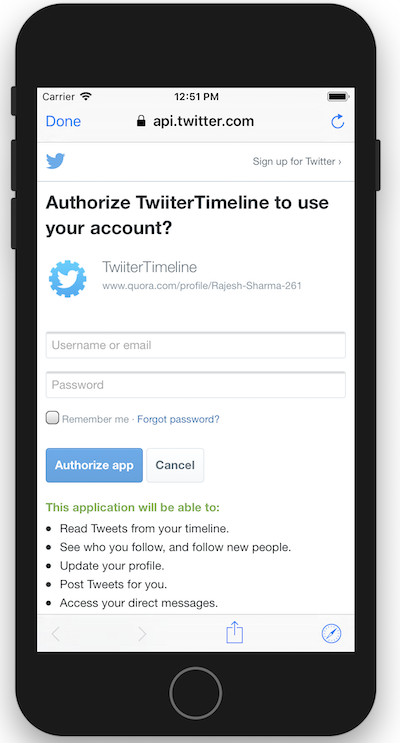 Carrier 12:51 PM
Done api.twitter.com
Sign up for Twitter ›
Authorize TwiiterTimeline to use
your account?
TwiiterTimeline
www.quora.com/profile/Rajesh-Sharma-261
Username or email
Password
Remember me · Forgot password?
Authorize app Cancel
This application will be able to:
• Read Tweets from your timeline.
• See who you follow, and follow new people.
• Update your profile.
• Post Tweets for you.
• Access your direct messages.